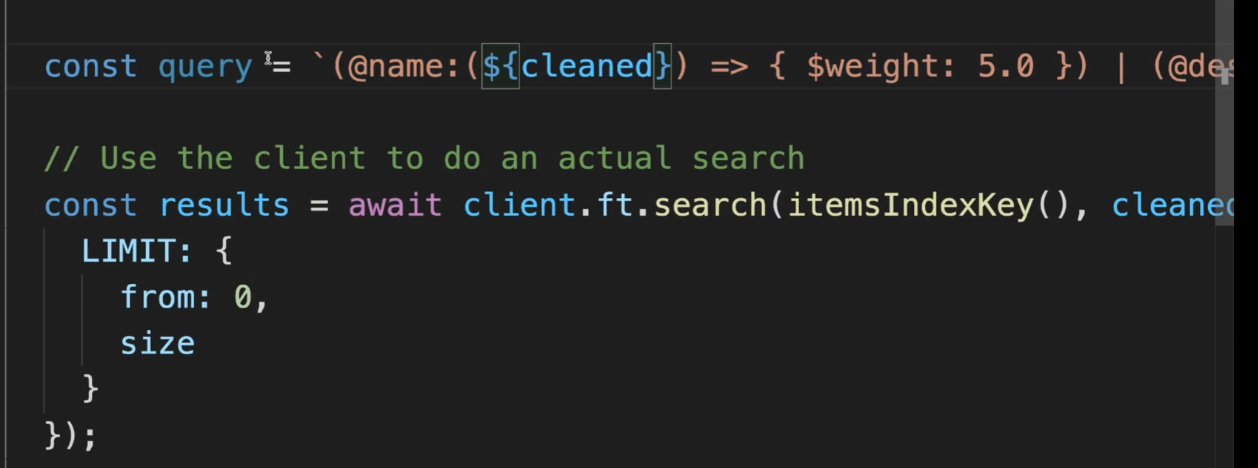 const query = `(@name:(${cleaned}) => { $weight: 5.0 }) | (@des
// Use the client to do an actual search
const results = await client.ft.search(itemsIndexKey(), cleaned
LIMIT: {
from: 0,
size
}
});